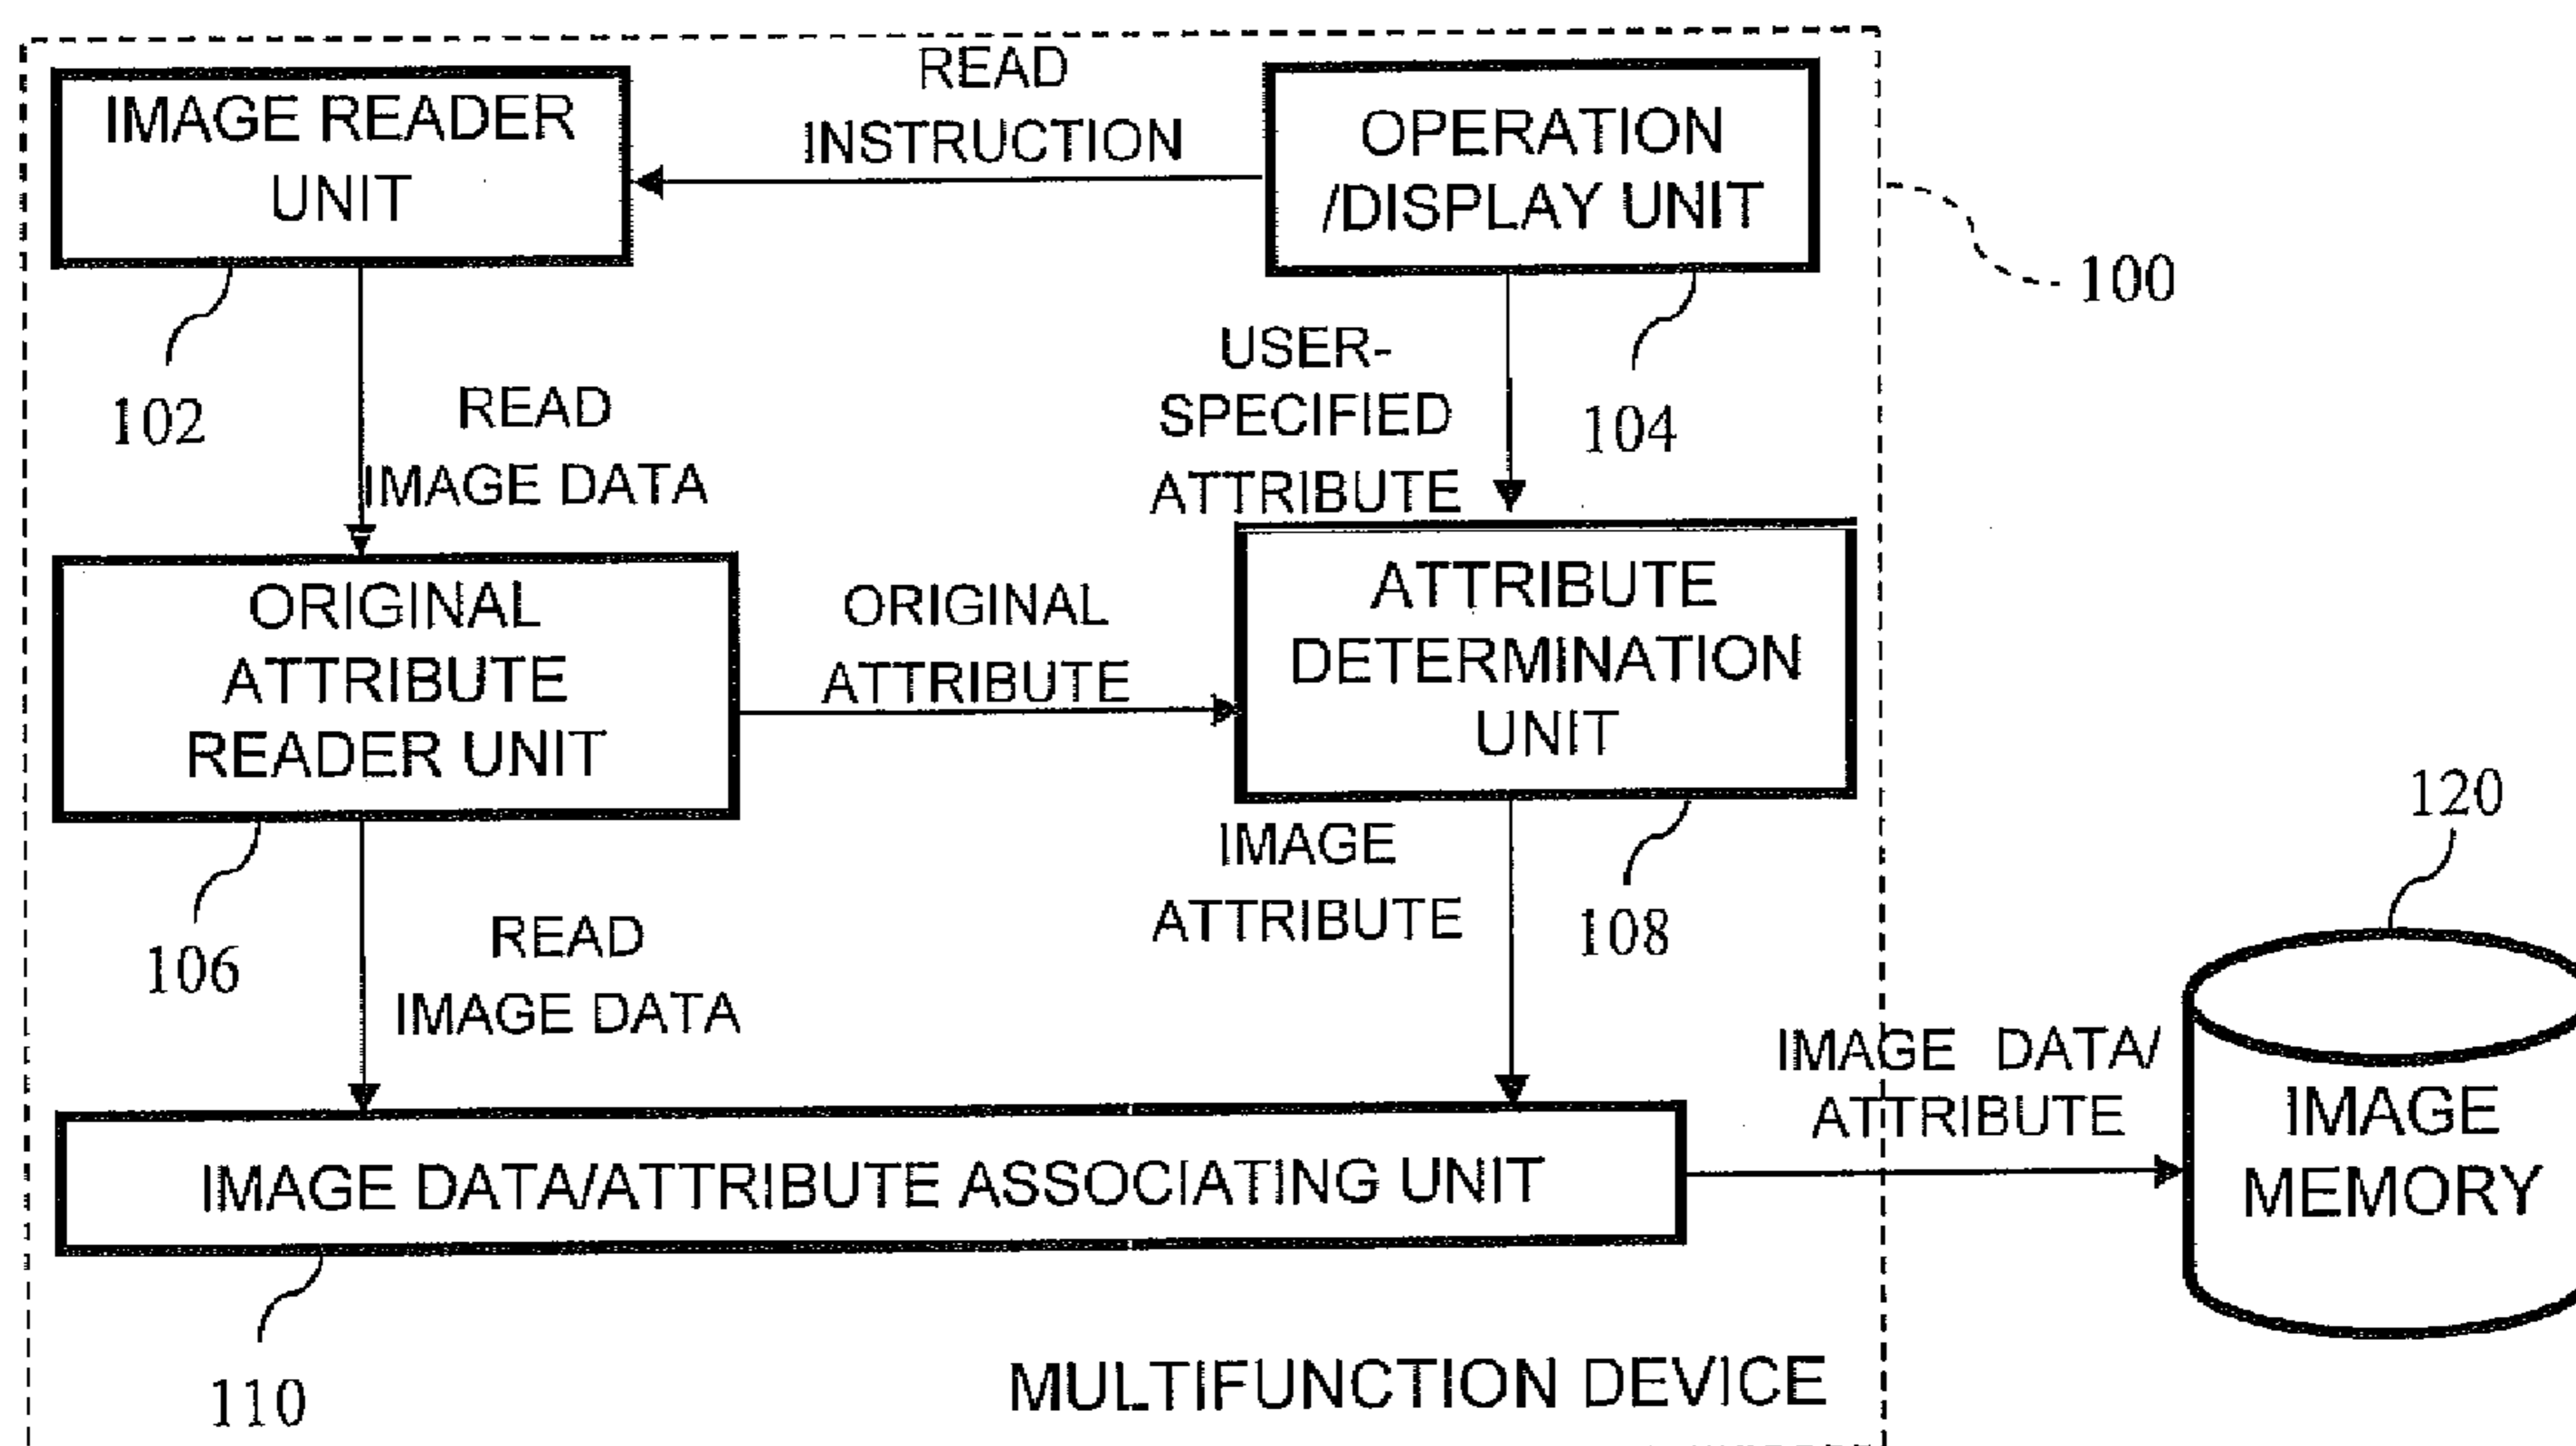 IMAGE READER
UNIT
READ
INSTRUCTION
OPERATION
/DISPLAY UNIT
100
102
READ
IMAGE DATA
USER-
SPECIFIED
ATTRIBUTE
104
ORIGINAL
ATTRIBUTE
READER UNIT
ORIGINAL
ATTRIBUTE
ATTRIBUTE
DETERMINATION
UNIT
106
READ
IMAGE DATA
IMAGE
ATTRIBUTE
108
120
IMAGE DATA/ATTRIBUTE ASSOCIATING UNIT
IMAGE DATA/
ATTRIBUTE
IMAGE
MEMORY
110
MULTIFUNCTION DEVICE